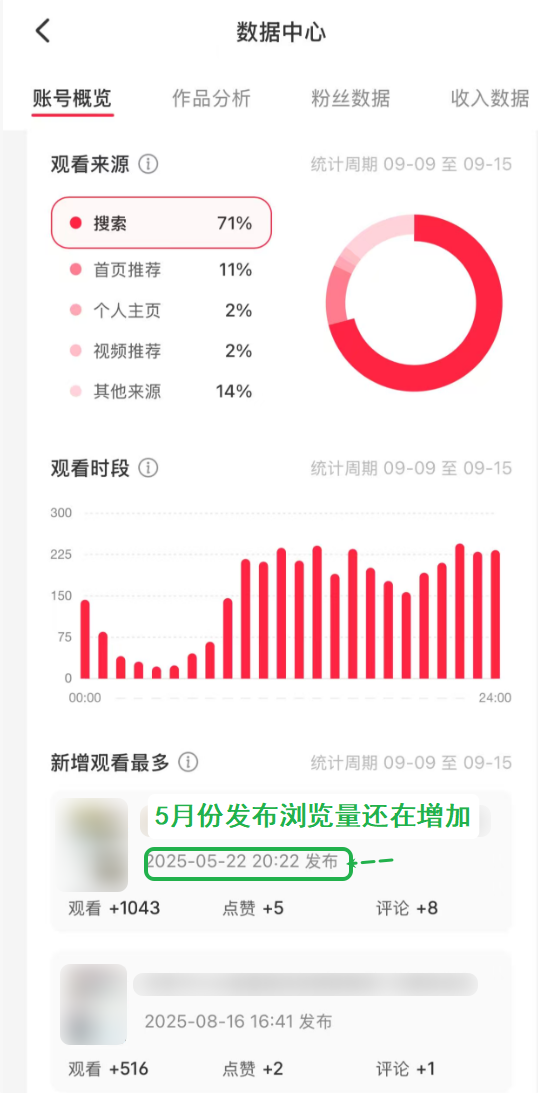 数据中心
账号概览 作品分析 粉丝数据 收入数据
观看来源 统计周期 09-09 至 09-15
搜索 71%
首页推荐 11%
个人主页 2%
视频推荐 2%
其他来源 14%
观看时段 统计周期 09-09 至 09-15
300
225
150
75
0
00:00 24:00
新增观看最多 统计周期 09-09 至 09-15
5月份发布浏览量还在增加
2025-05-22 20:22 发布
观看 +1043 点赞 +5 评论 +8
2025-08-16 16:41 发布
观看 +516 点赞 +2 评论 +1